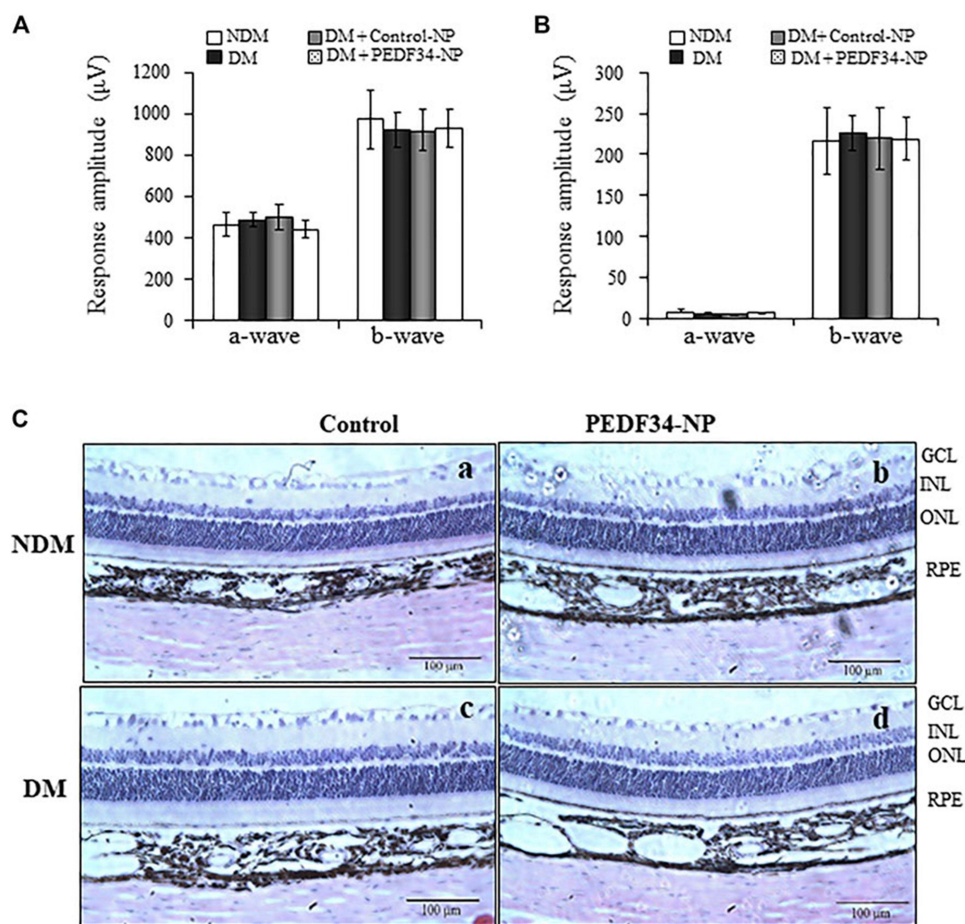 A
NDM
DM+Control-NP
DM
DM+PEDF34-NP
Response amplitude (μV)
1200
1000
800
600
400
200
0
a-wave
b-wave
B
NDM
DM+Control-NP
DM
DM+PEDF34-NP
Response amplitude (μV)
300
250
200
150
100
50
0
a-wave
b-wave
C
Control
PEDF34-NP
NDM
a
100 μm
b
100 μm
GCL
INL
ONL
RPE
DM
c
100 μm
d
100 μm
GCL
INL
ONL
RPE